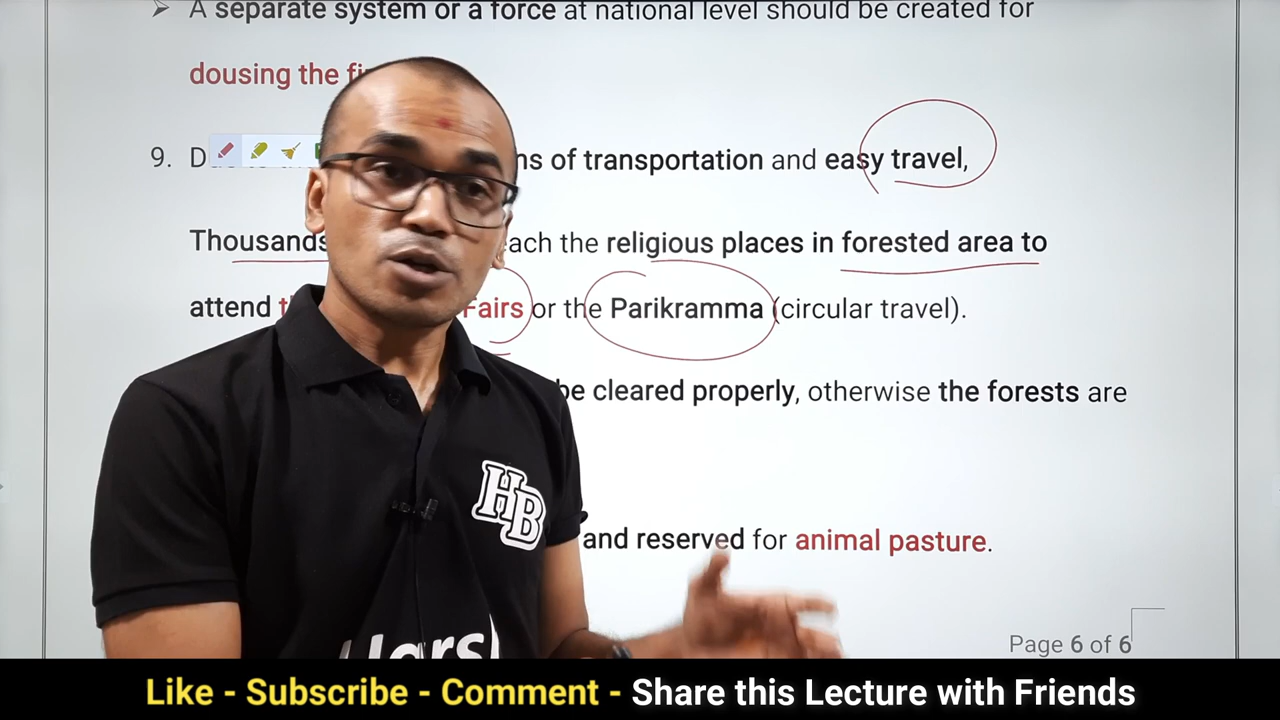 A separate system or a force at national level should be created for
dousing the
9. ns of transportation and easy travel,
Thousands ach the religious places in forested area to
attend Fairs or the Parikramma (circular travel).
be cleared properly, otherwise the forests are
and reserved for animal pasture.
HB
Page 6 of 6
Like - Subscribe - Comment - Share this Lecture with Friends